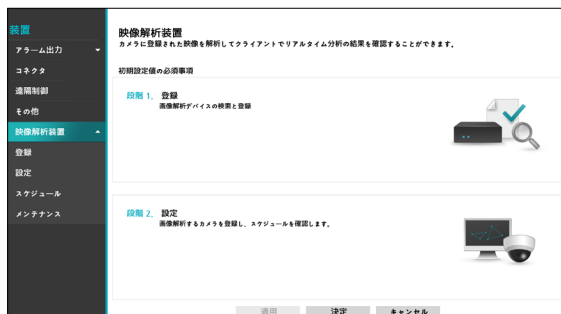 装置
アラーム出力
コネクタ
遠隔制御
その他
映像解析装置
登録
設定
スケジュール
メンテナンス
映像解析装置
カメラに登録された映像を解析してクライアントでリアルタイム分析の結果を確認することができます。
初期設定値の必須事項
段階 1. 登録
画像解析デバイスの検索と登録
段階 2. 設定
画像解析するカメラを登録し、スケジュールを確認します。
適用 決定 キャンセル